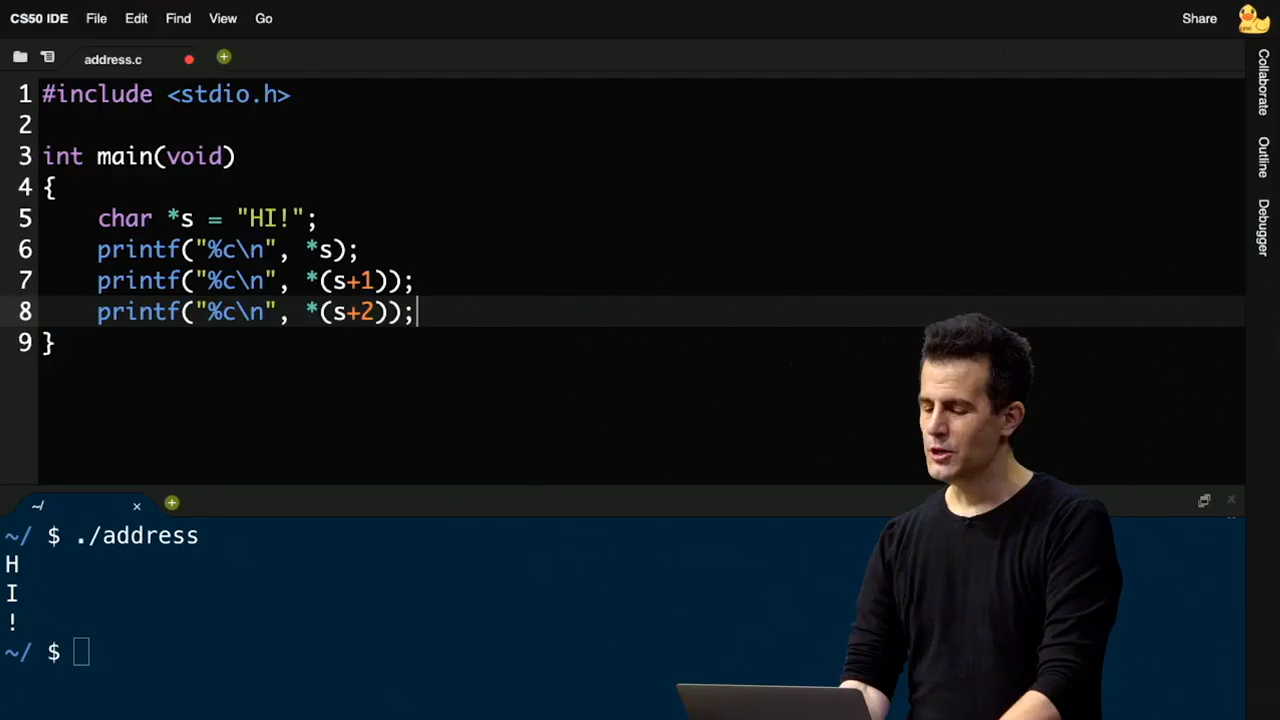 CS50 IDE File Edit Find View Go Share
address.c
1 #include <stdio.h>
2
3 int main(void)
4 {
5     char *s = "HI!";
6     printf("%c\n", *s);
7     printf("%c\n", *(s+1));
8     printf("%c\n", *(s+2));
9 }
Collaborate
Outline
Debugger
~/
~/ $ ./address
H
I
!
~/ $